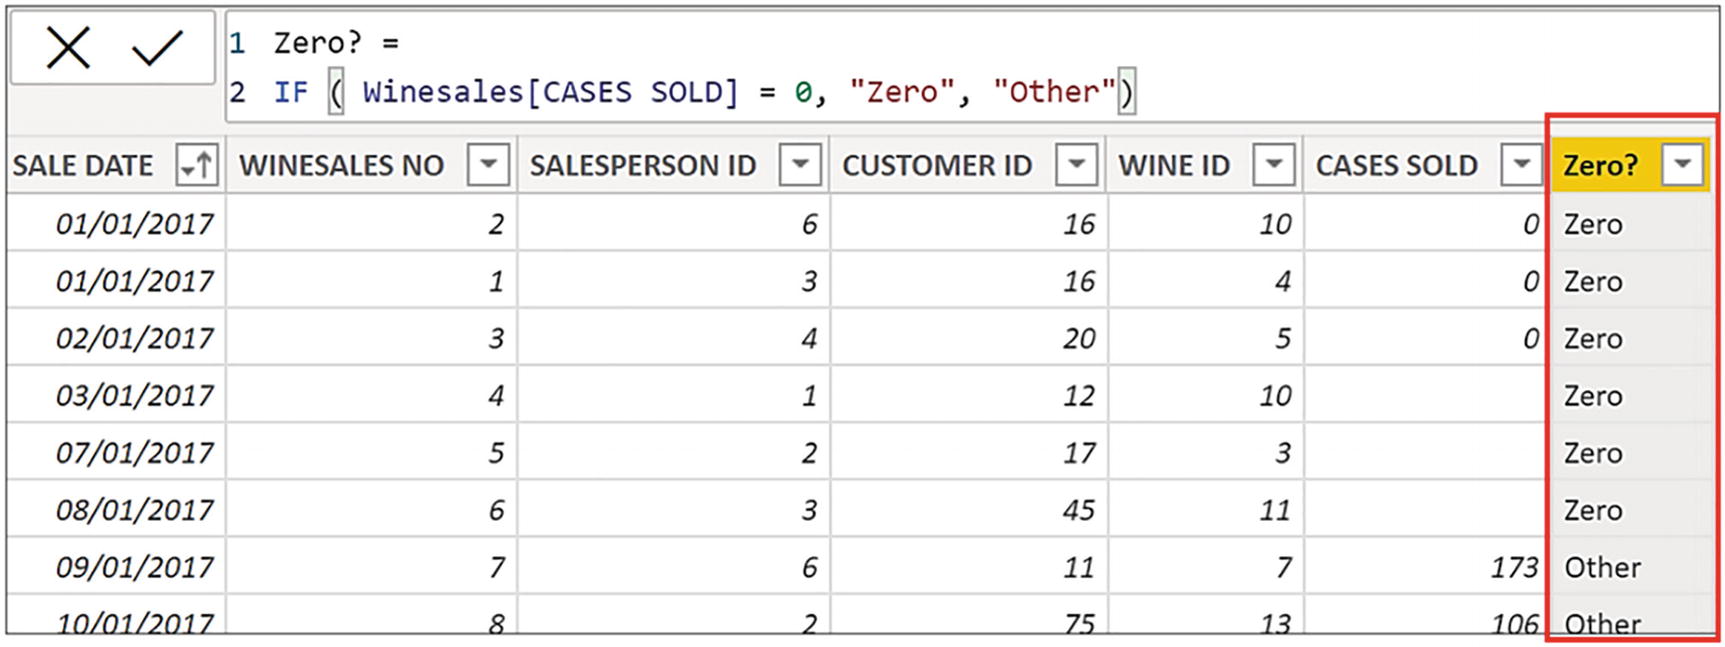 1 Zero? =
2 IF ( Winesales[CASES SOLD] = 0, "Zero", "Other")
SALE DATE WINESALES NO SALESPERSON ID CUSTOMER ID WINE ID CASES SOLD Zero?
01/01/2017 2 6 16 10 0 Zero
01/01/2017 1 3 16 4 0 Zero
02/01/2017 3 4 20 5 0 Zero
03/01/2017 4 1 12 10 Zero
07/01/2017 5 2 17 3 Zero
08/01/2017 6 3 45 11 Zero
09/01/2017 7 6 11 7 173 Other
10/01/2017 8 2 75 13 106 Other